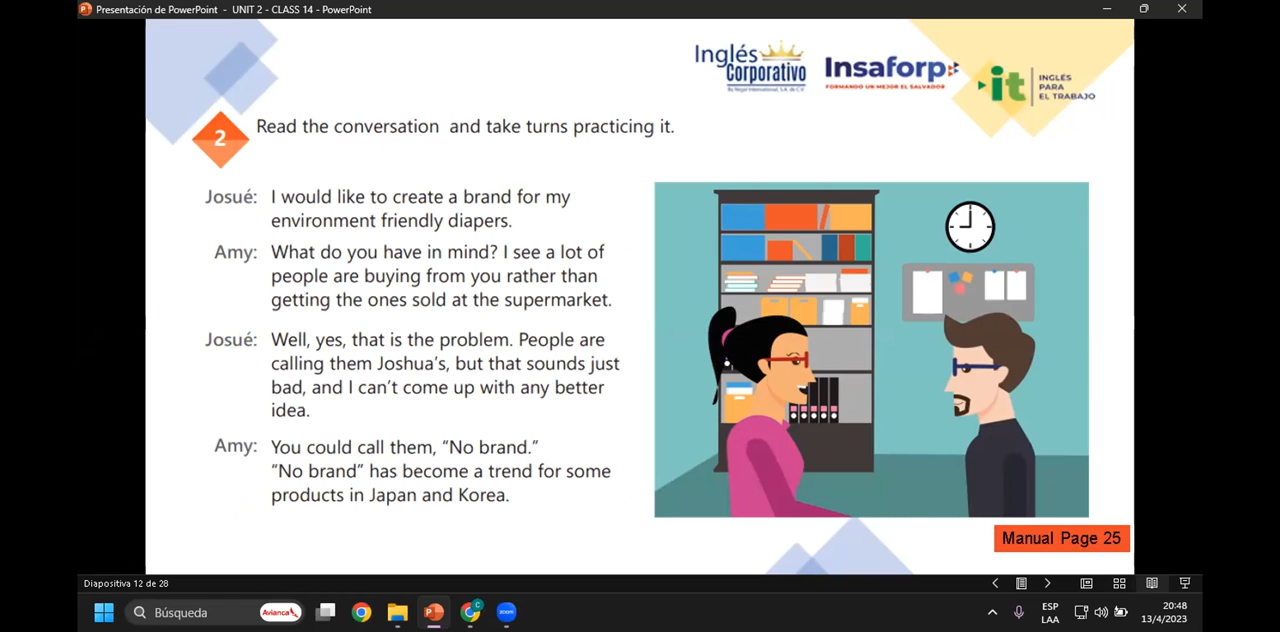 Presentación de PowerPoint - UNIT 2 - CLASS 14 - PowerPoint
Inglés
Corporativo
Insaforp
FORMANDO UN MEJOR EL SALVADOR
it
INGLÉS
PARA
EL TRABAJO
2
Read the conversation and take turns practicing it.
Josué: I would like to create a brand for my
environment friendly diapers.
Amy: What do you have in mind? I see a lot of
people are buying from you rather than
getting the ones sold at the supermarket.
Josué: Well, yes, that is the problem. People are
calling them Joshua’s, but that sounds just
bad, and I can’t come up with any better
idea.
Amy: You could call them, “No brand.”
“No brand” has become a trend for some
products in Japan and Korea.
Manual Page 25
Diapositiva 12 de 28
Búsqueda
Avianca
zoom
ESP
LAA
20:48
13/4/2023